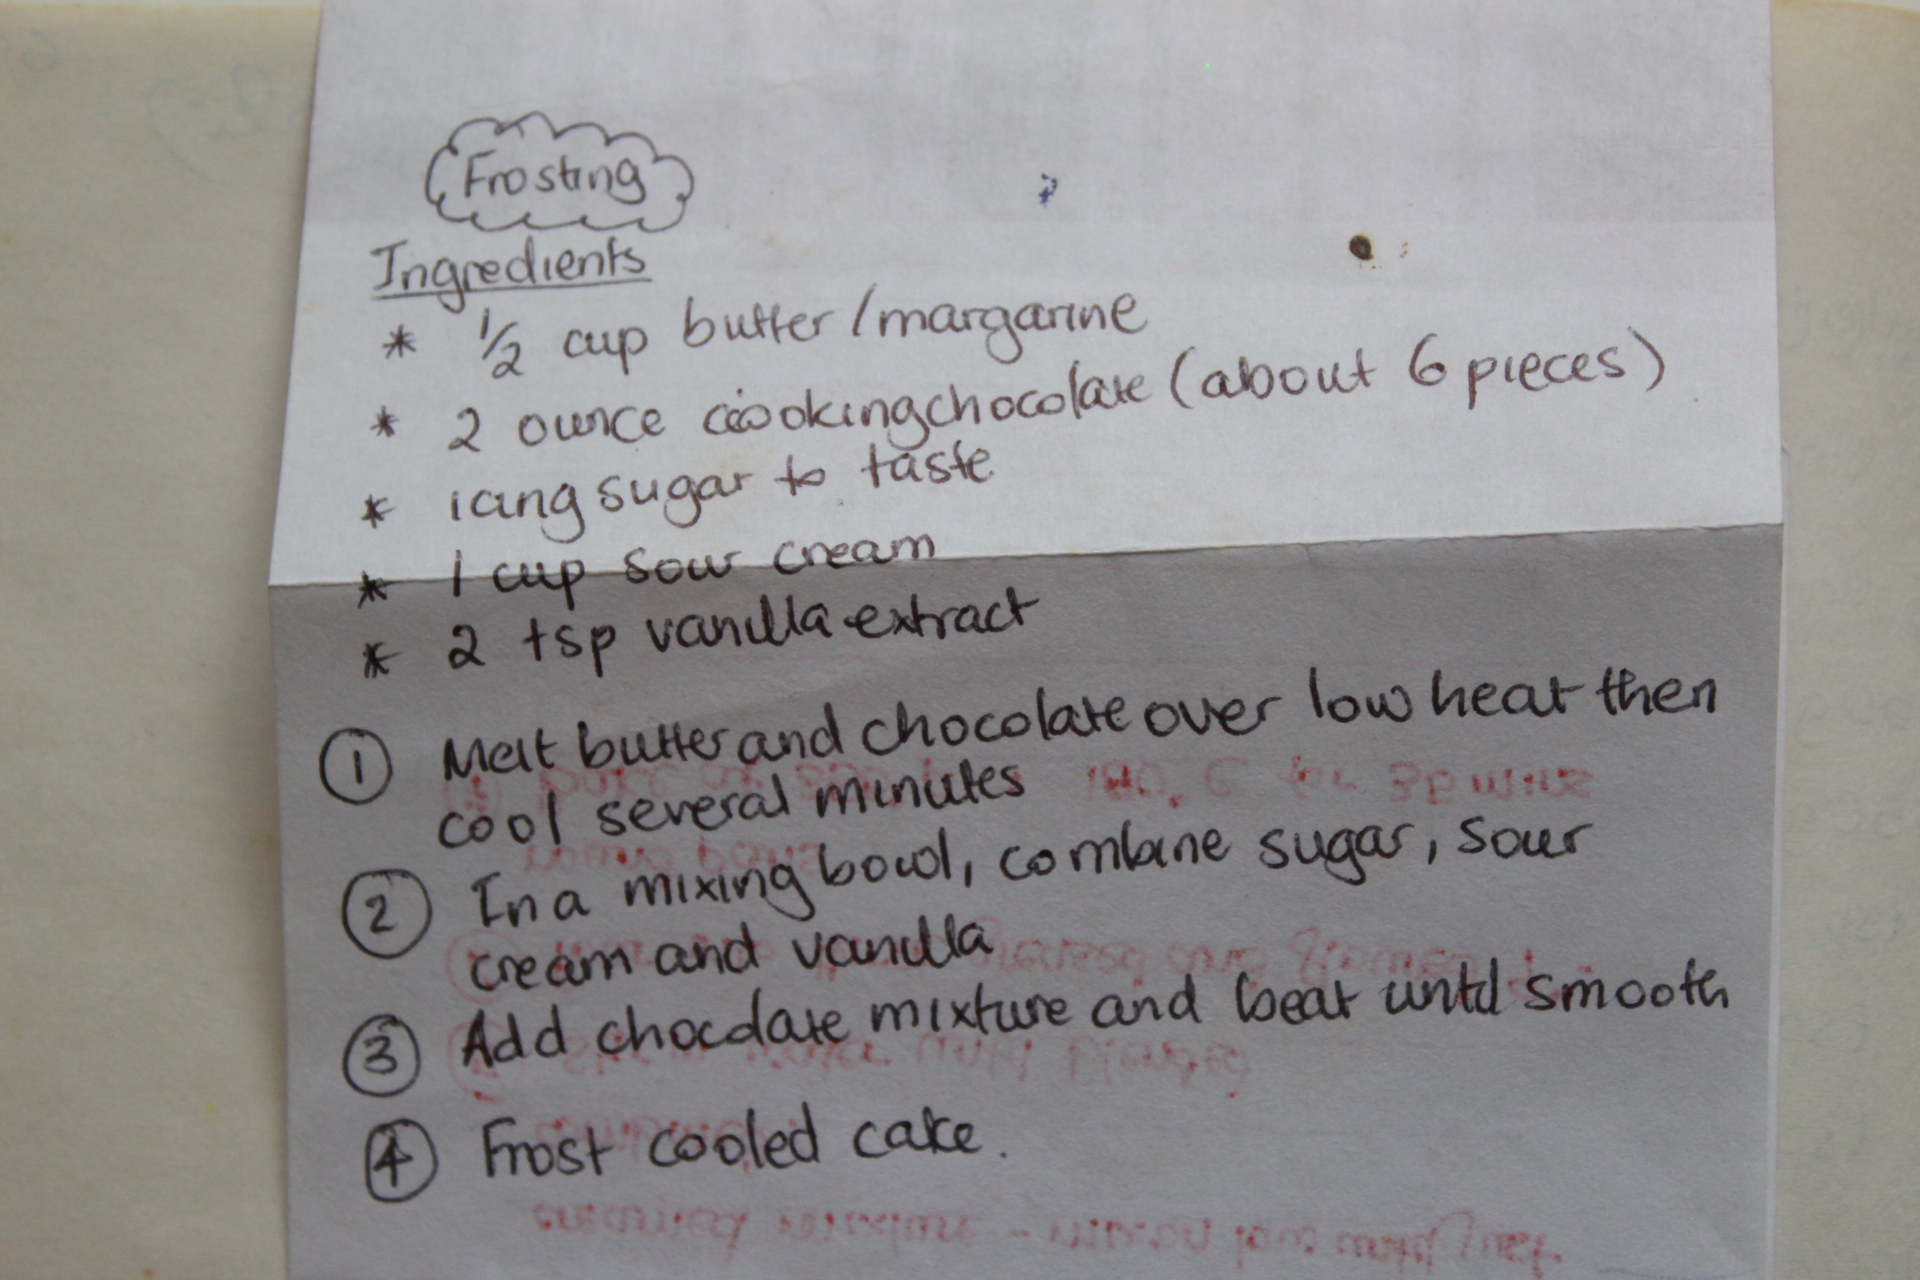 Frosting
Ingredients
* 1/2 cup butter/margarine
* 2 ounce cookingchocolate (about 6 pieces)
* icing sugar to taste
* 1 cup sour cream
* 2 tsp vanilla extract
① Melt butter and chocolate over low heat then
cool several minutes
② In a mixing bowl, combine sugar, sour
cream and vanilla
③ Add chocolate mixture and beat until smooth
④ Frost cooled cake.